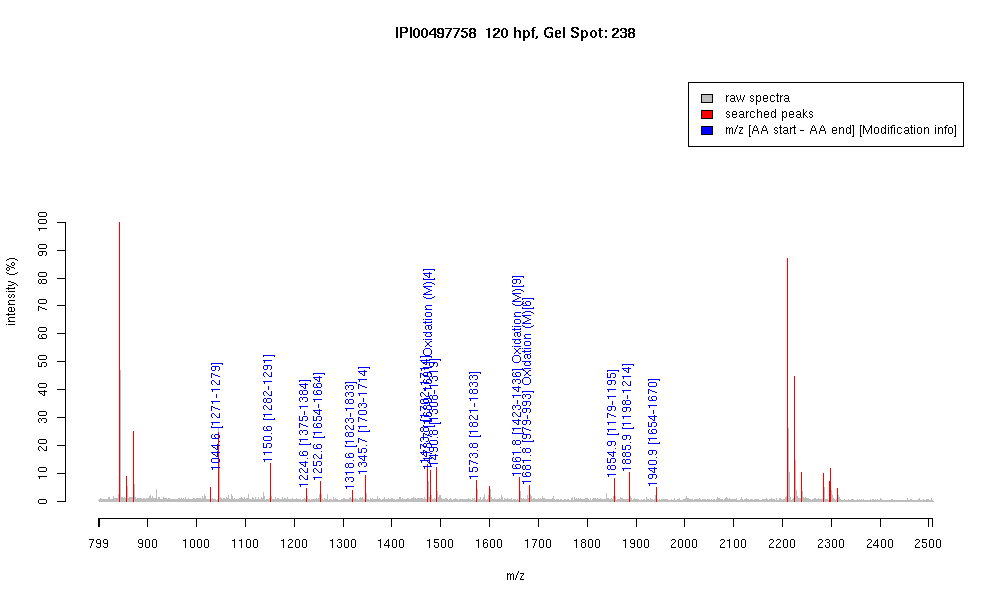 IPI00497758 120 hpf, Gel Spot: 238
raw spectra
searched peaks
m/z [AA start - AA end] [Modification info]
intensity (%)
100
90
80
70
60
50
40
30
20
10
0
1044.6 [1271-1279]
1150.6 [1282-1291]
1224.6 [1375-1384]
1252.6 [1654-1664]
1318.6 [1823-1833]
1345.7 [1703-1714]
Oxidation (M)[4]
1490.8 [1306-1319]
1573.8 [1821-1833]
1661.8 [1423-1436] Oxidation (M)[9]
1681.8 [979-993] Oxidation (M)[6]
1854.9 [1179-1195]
1885.9 [1198-1214]
1940.9 [1654-1670]
799 900 1000 1100 1200 1300 1400 1500 1600 1700 1800 1900 2000 2100 2200 2300 2400 2500
m/z